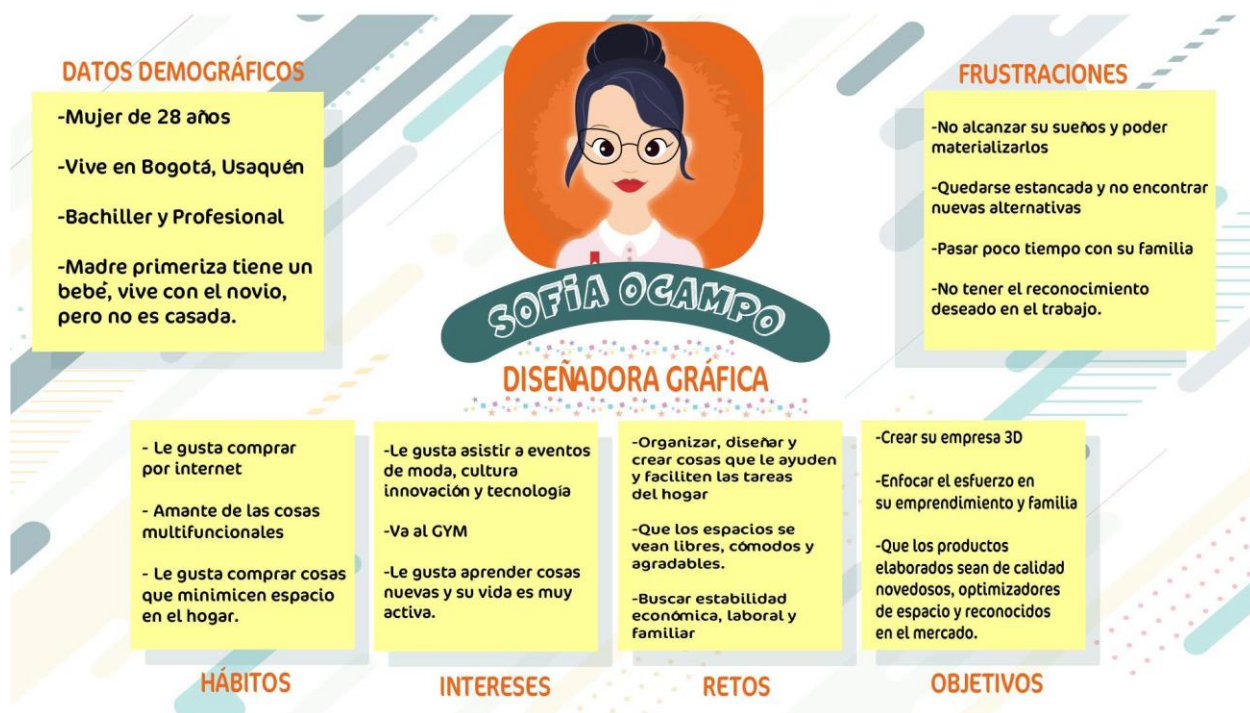 DATOS DEMOGRÁFICOS
-Mujer de 28 años
-Vive en Bogotá, Usaquén
-Bachiller y Profesional
-Madre primeriza tiene un
bebé, vive con el novio,
pero no es casada.
SOFÍA OCAMPO
DISEÑADORA GRÁFICA
FRUSTRACIONES
-No alcanzar su sueños y poder
materializarlos
-Quedarse estancada y no encontrar
nuevas alternativas
-Pasar poco tiempo con su familia
-No tener el reconocimiento
deseado en el trabajo.
- Le gusta comprar
por internet
- Amante de las cosas
multifuncionales
- Le gusta comprar cosas
que minimicen espacio
en el hogar.
HÁBITOS
-Le gusta asistir a eventos
de moda, cultura
innovación y tecnología
-Va al GYM
-Le gusta aprender cosas
nuevas y su vida es muy
activa.
INTERESES
-Organizar, diseñar y
crear cosas que le ayuden
y faciliten las tareas
del hogar
-Que los espacios se
vean libres, cómodos y
agradables.
-Buscar estabilidad
económica, laboral y
familiar
RETOS
-Crear su empresa 3D
-Enfocar el esfuerzo en
su emprendimiento y familia
-Que los productos
elaborados sean de calidad
novedosos, optimizadores
de espacio y reconocidos
en el mercado.
OBJETIVOS